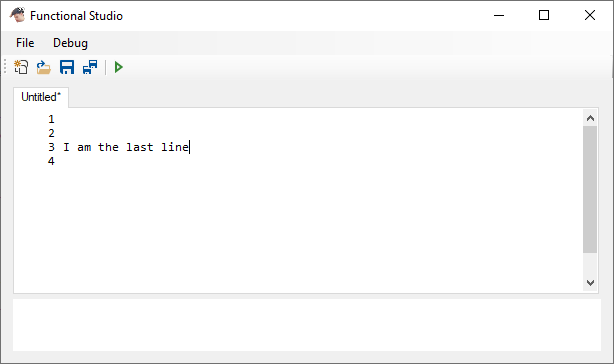 Functional Studio
File Debug
Untitled*
1
2
3 I am the last line
4